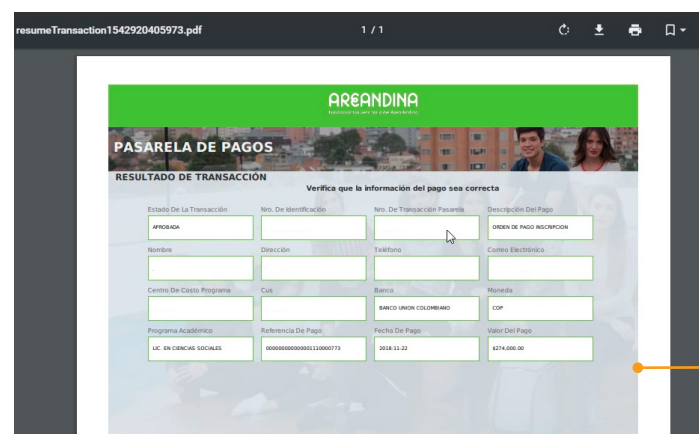 resumeTransaction1542920405973.pdf 1 / 1
AREANDINA
PASARELA DE PAGOS
RESULTADO DE TRANSACCIÓN
Verifica que la información del pago sea correcta
Estado De La Transacción Nro. De Identificación Nro. De Transacción Pasarela Descripción Del Pago
APROBADA ORDEN DE PAGO INSCRIPCION
Nombre Dirección Teléfono Correo Electrónico
Centro De Costo Programa Cus Banco Moneda
BANCO UNION COLOMBIANO COP
Programa Académico Referencia De Pago Fecha De Pago Valor Del Pago
LIC. EN CIENCIAS SOCIALES 2018-11-22 $274,000.00